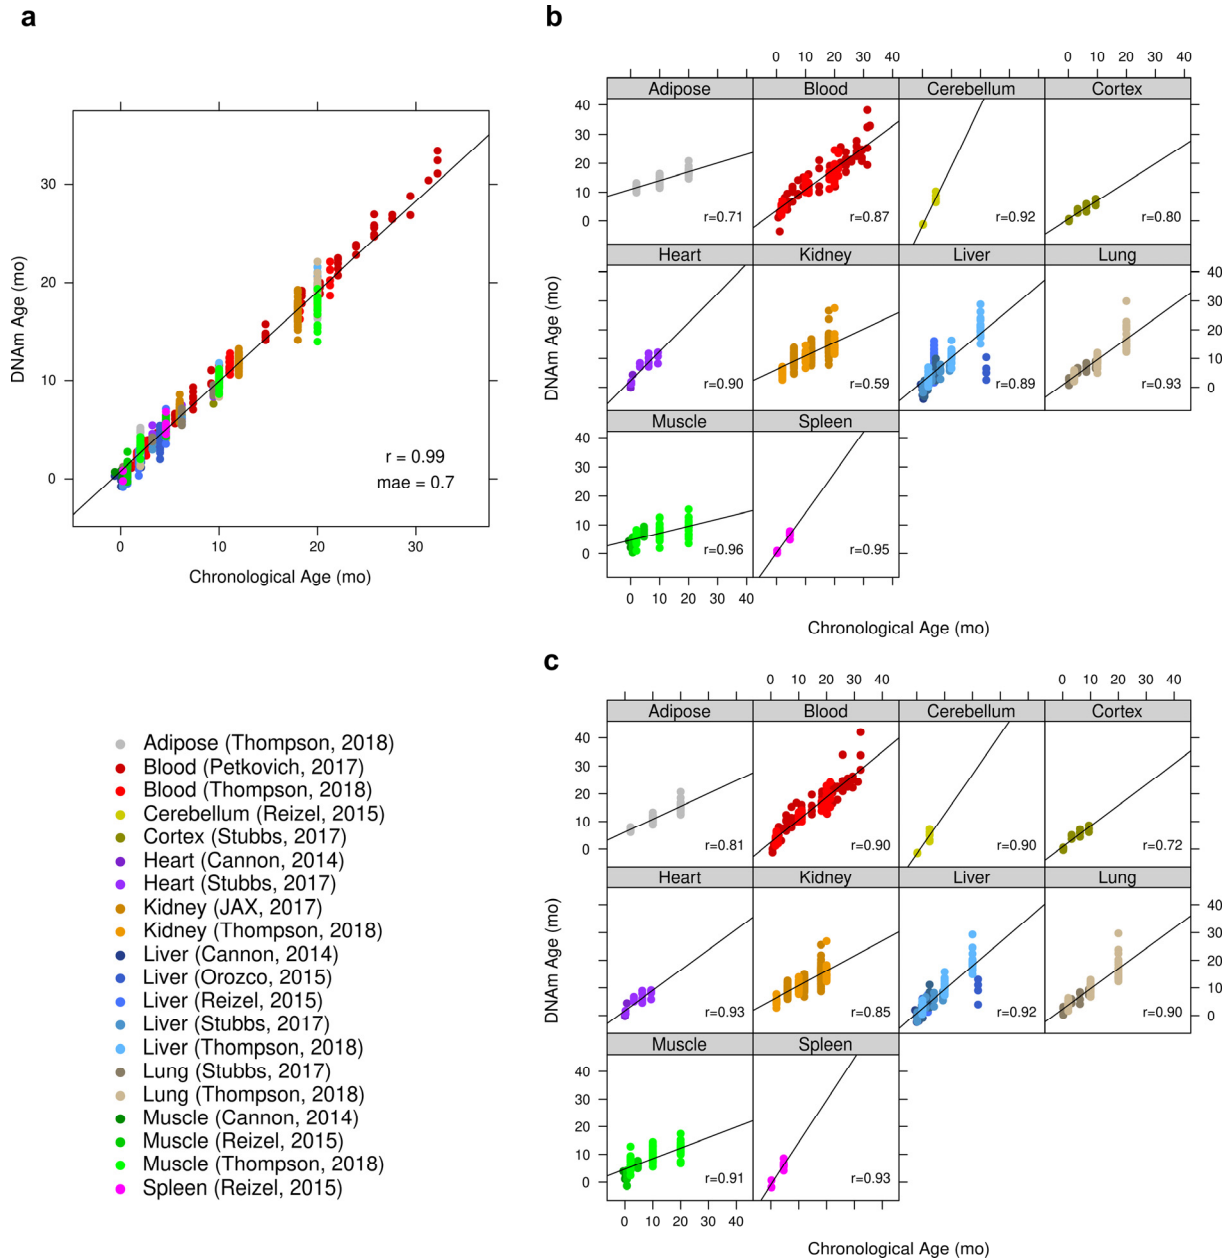 a
30
20
10
0
DNAm Age (mo)
r = 0.99
mae = 0.7
0 10 20 30
Chronological Age (mo)
b
0 10 20 30 40
Adipose Blood Cerebellum Cortex
40
30
20
10
0
r=0.71 r=0.87 r=0.92 r=0.80
Heart Kidney Liver Lung
DNAm Age (mo)
40
30
20
10
0
r=0.90 r=0.59 r=0.89 r=0.93
Muscle Spleen
40
30
20
10
0
r=0.96 r=0.95
0 10 20 30 40
Chronological Age (mo)
c
0 10 20 30 40
0 10 20 30 40
Adipose Blood Cerebellum Cortex
40
30
20
10
0
r=0.81 r=0.90 r=0.90 r=0.72
Heart Kidney Liver Lung
DNAm Age (mo)
40
30
20
10
0
r=0.93 r=0.85 r=0.92 r=0.90
Muscle Spleen
40
30
20
10
0
r=0.91 r=0.93
0 10 20 30 40
Chronological Age (mo)
Adipose (Thompson, 2018)
Blood (Petkovich, 2017)
Blood (Thompson, 2018)
Cerebellum (Reizel, 2015)
Cortex (Stubbs, 2017)
Heart (Cannon, 2014)
Heart (Stubbs, 2017)
Kidney (JAX, 2017)
Kidney (Thompson, 2018)
Liver (Cannon, 2014)
Liver (Orozco, 2015)
Liver (Reizel, 2015)
Liver (Stubbs, 2017)
Liver (Thompson, 2018)
Lung (Stubbs, 2017)
Lung (Thompson, 2018)
Muscle (Cannon, 2014)
Muscle (Reizel, 2015)
Muscle (Thompson, 2018)
Spleen (Reizel, 2015)